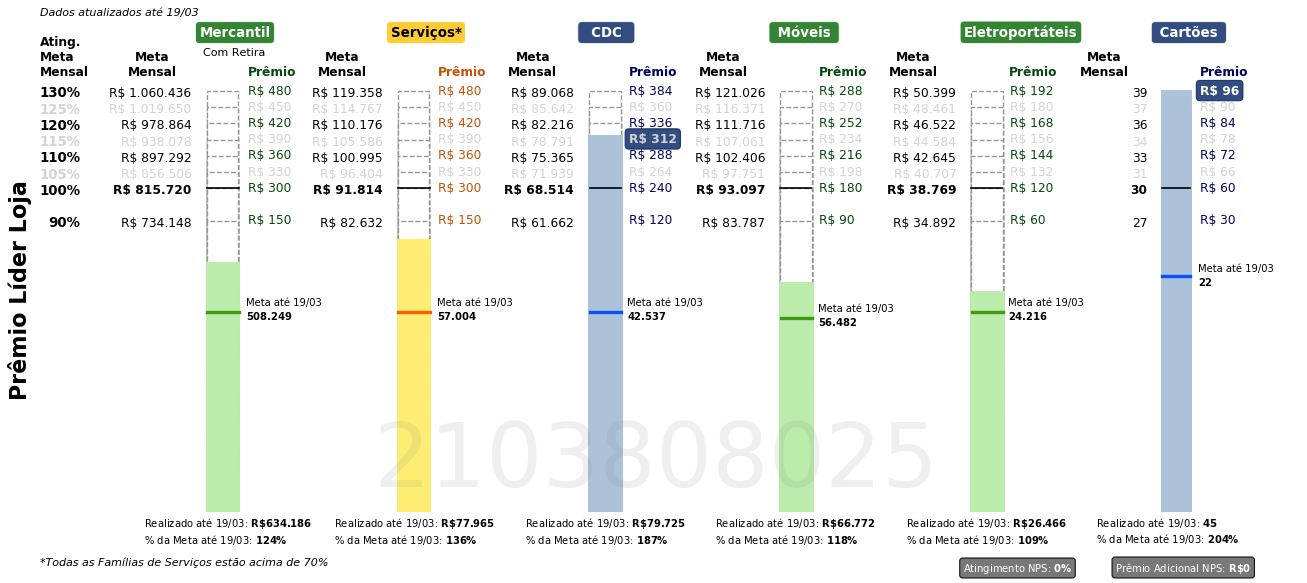 Dados atualizados até 19/03
Mercantil Serviços* CDC Móveis Eletroportáteis Cartões
Com Retira
Ating. Meta Mensal
Meta Mensal Prêmio Meta Mensal Prêmio Meta Mensal Prêmio Meta Mensal Prêmio Meta Mensal Prêmio Meta Mensal Prêmio
130% R$ 1.060.436 R$ 480 R$ 119.358 R$ 480 R$ 89.068 R$ 384 R$ 121.026 R$ 288 R$ 50.399 R$ 192 39 R$ 96
125% R$ 1.019.650 R$ 450 R$ 114.767 R$ 450 R$ 85.642 R$ 360 R$ 116.371 R$ 270 R$ 48.461 R$ 180 37 R$ 90
120% R$ 978.864 R$ 420 R$ 110.176 R$ 420 R$ 82.216 R$ 336 R$ 111.716 R$ 252 R$ 46.522 R$ 168 36 R$ 84
115% R$ 938.078 R$ 390 R$ 105.586 R$ 390 R$ 78.791 R$ 312 R$ 107.061 R$ 234 R$ 44.584 R$ 156 34 R$ 78
110% R$ 897.292 R$ 360 R$ 100.995 R$ 360 R$ 75.365 R$ 288 R$ 102.406 R$ 216 R$ 42.645 R$ 144 33 R$ 72
105% R$ 856.506 R$ 330 R$ 96.404 R$ 330 R$ 71.939 R$ 264 R$ 97.751 R$ 198 R$ 40.707 R$ 132 31 R$ 66
100% R$ 815.720 R$ 300 R$ 91.814 R$ 300 R$ 68.514 R$ 240 R$ 93.097 R$ 180 R$ 38.769 R$ 120 30 R$ 60
90% R$ 734.148 R$ 150 R$ 82.632 R$ 150 R$ 61.662 R$ 120 R$ 83.787 R$ 90 R$ 34.892 R$ 60 27 R$ 30
Prêmio Líder Loja
Meta até 19/03 Meta até 19/03 Meta até 19/03 Meta até 19/03 Meta até 19/03 Meta até 19/03
508.249 57.004 42.537 56.482 24.216 22
2103808025
Realizado até 19/03: R$634.186 Realizado até 19/03: R$77.965 Realizado até 19/03: R$79.725 Realizado até 19/03: R$66.772 Realizado até 19/03: R$26.466 Realizado até 19/03: 45
% da Meta até 19/03: 124% % da Meta até 19/03: 136% % da Meta até 19/03: 187% % da Meta até 19/03: 118% % da Meta até 19/03: 109% % da Meta até 19/03: 204%
*Todas as Famílias de Serviços estão acima de 70%
Atingimento NPS: 0% Prêmio Adicional NPS: R$0